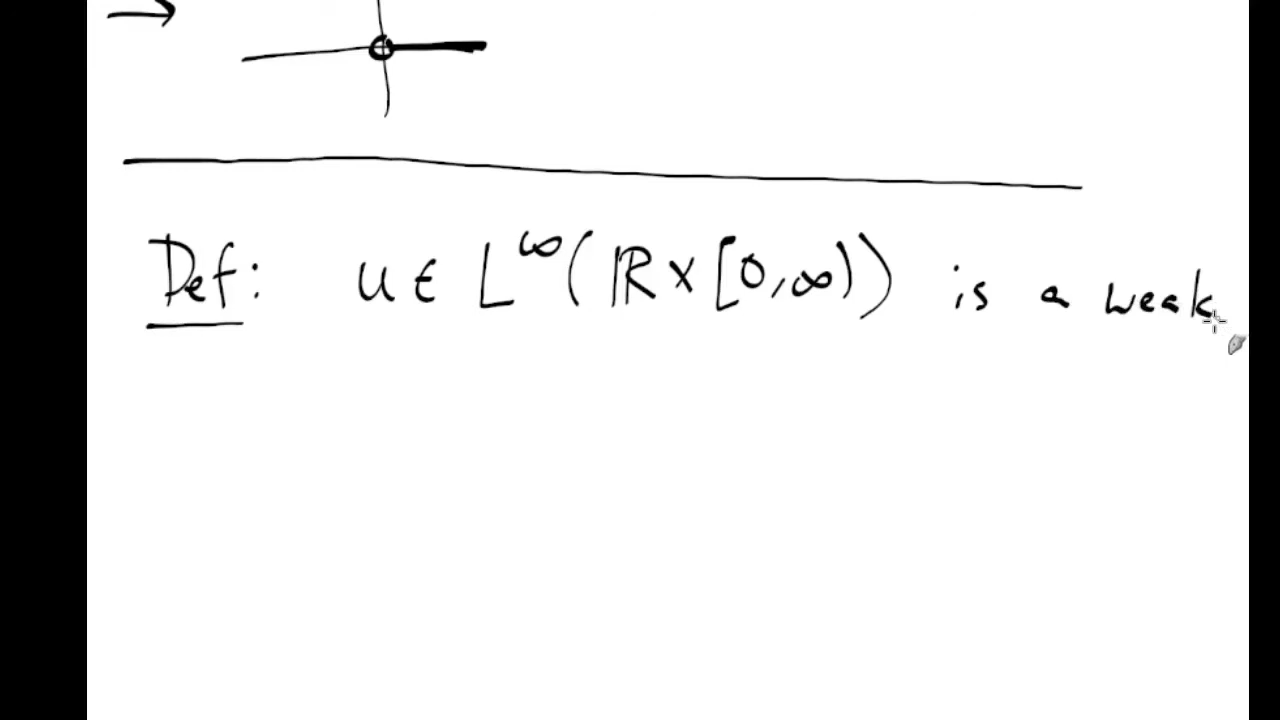 Def: u ∈ L^∞(ℝ × [0,∞)) is a weak